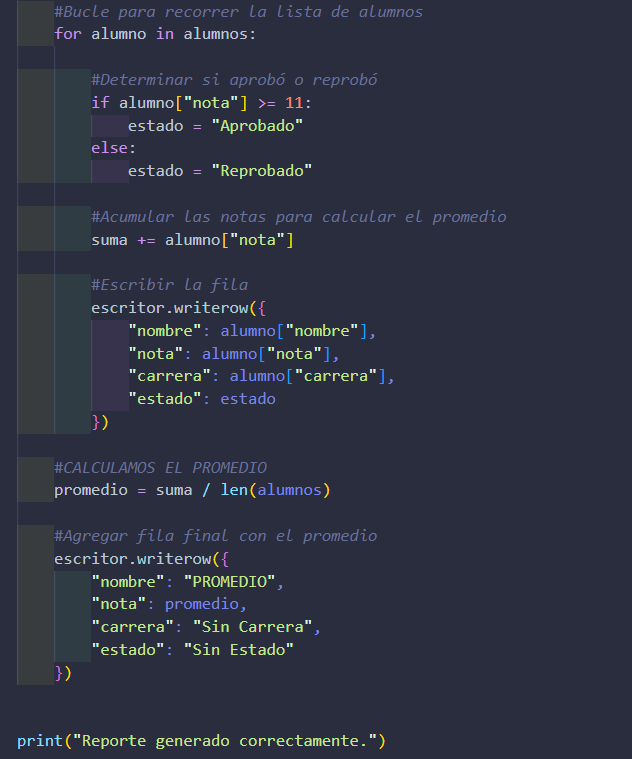 #Bucle para recorrer la lista de alumnos
for alumno in alumnos:
#Determinar si aprobó o reprobó
if alumno["nota"] >= 11:
estado = "Aprobado"
else:
estado = "Reprobado"
#Acumular las notas para calcular el promedio
suma += alumno["nota"]
#Escribir la fila
escritor.writerow({
"nombre": alumno["nombre"],
"nota": alumno["nota"],
"carrera": alumno["carrera"],
"estado": estado
})
#CALCULAMOS EL PROMEDIO
promedio = suma / len(alumnos)
#Agregar fila final con el promedio
escritor.writerow({
"nombre": "PROMEDIO",
"nota": promedio,
"carrera": "Sin Carrera",
"estado": "Sin Estado"
})
print("Reporte generado correctamente.")